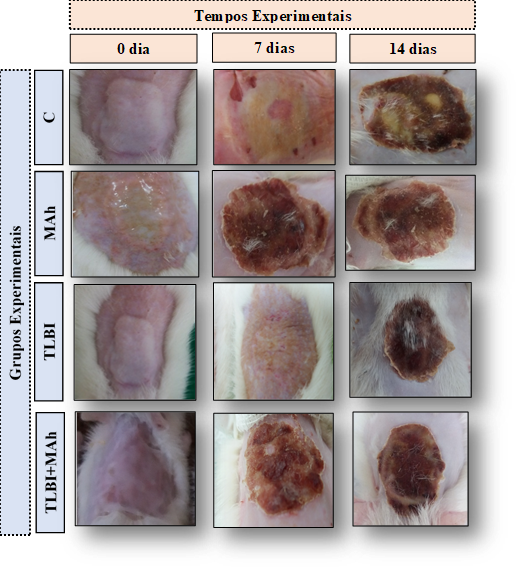 Tempos Experimentais
0 dia
7 dias
14 dias
Grupos Experimentais
C
MAh
TLBI
TLBI+MAh